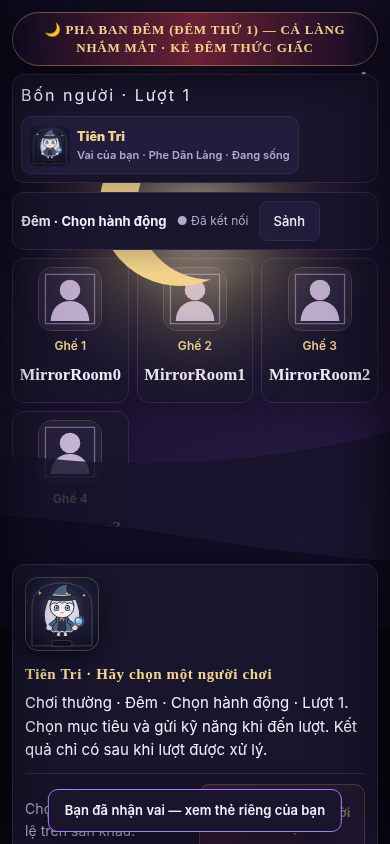 🌙 PHA BAN ĐÊM (ĐÊM THỨ 1) — CẢ LÀNG
NHẮM MẮT · KẺ ĐÊM THỨC GIẤC
Bốn người · Lượt 1
Tiên Tri
Vai của bạn · Phe Dân Làng · Đang sống
Đêm · Chọn hành động
Đã kết nối
Sảnh
Ghế 1
Ghế 2
Ghế 3
MirrorRoom0
MirrorRoom1
MirrorRoom2
Ghế 4
Tiên Tri · Hãy chọn một người chơi
Chơi thường · Đêm · Chọn hành động · Lượt 1.
Chọn mục tiêu và gửi kỹ năng khi đến lượt. Kết
quả chỉ có sau khi lượt được xử lý.
Bạn đã nhận vai — xem thẻ riêng của bạn
lệ trên sân khấu.